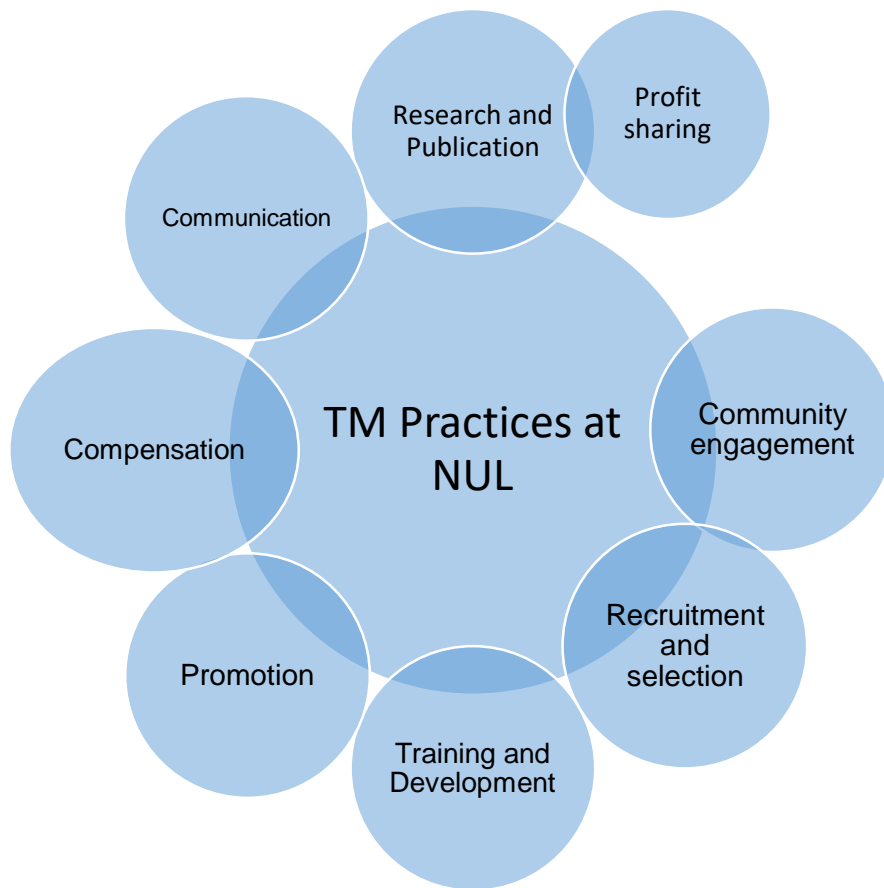 Research and
Publication
Profit
sharing
Communication
TM Practices at
NUL
Community
engagement
Compensation
Recruitment
and
selection
Promotion
Training and
Development